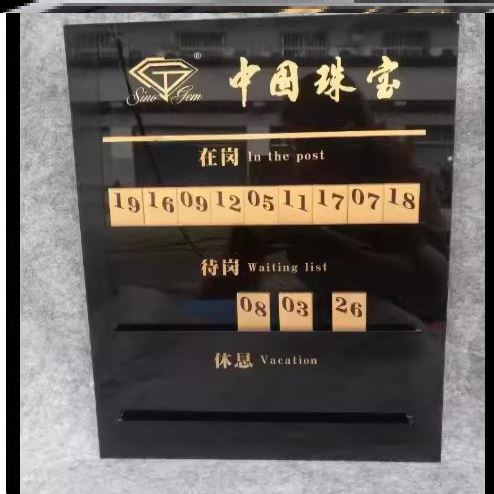 Sino Gem ® 中国珠宝
在岗 In the post
19 16 09 12 05 11 17 07 18
待岗 Waiting list
08 03 26
休息 Vacation